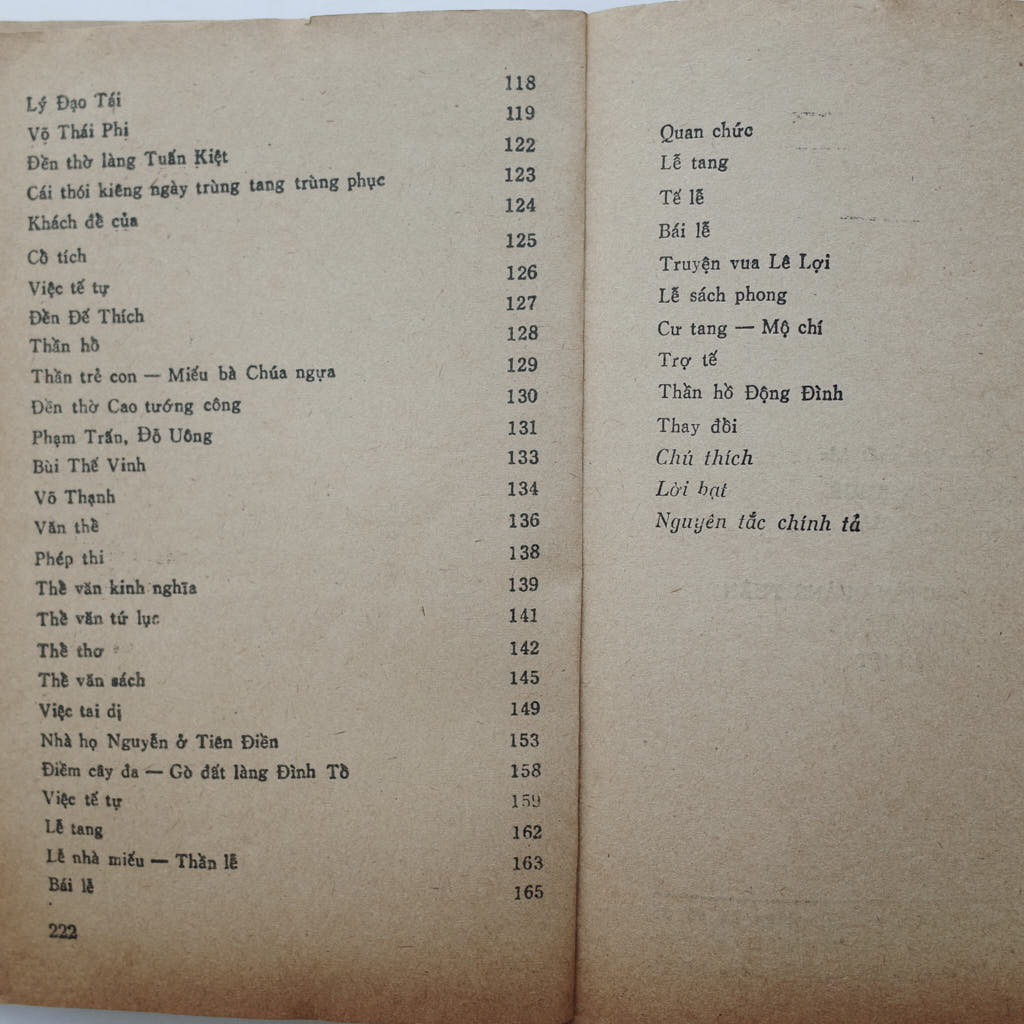 Lý Đạo Tái 118
Võ Thái Phi 119
Đền thờ làng Tuấn Kiệt 122
Cái thói kiêng ngày trùng tang trùng phục 123
Khách để của 124
Cổ tích 125
Việc tế tự 126
Đền Đế Thích 127
Thần hồ 128
Thần trẻ con — Miếu bà Chúa ngựa 129
Đền thờ Cao tướng công 130
Phạm Trấn, Đỗ Uông 131
Bùi Thế Vinh 133
Võ Thạnh 134
Văn thể 136
Phép thi 138
Thể văn kinh nghĩa 139
Thể văn tứ lục 141
Thể thơ 142
Thể văn sách 145
Việc tai dị 149
Nhà họ Nguyễn ở Tiên Điền 153
Điềm cây đa — Gò đất làng Đình Tổ 158
Việc tế tự 159
Lễ tang 162
Lễ nhà miếu — Thần lễ 163
Bái lễ 165
222
Quan chức
Lễ tang
Tế lễ
Bái lễ
Truyện vua Lê Lợi
Lễ sách phong
Cư tang — Mộ chí
Trợ tế
Thần hồ Động Đình
Thay đổi
Chú thích
Lời bạt
Nguyên tắc chính tả